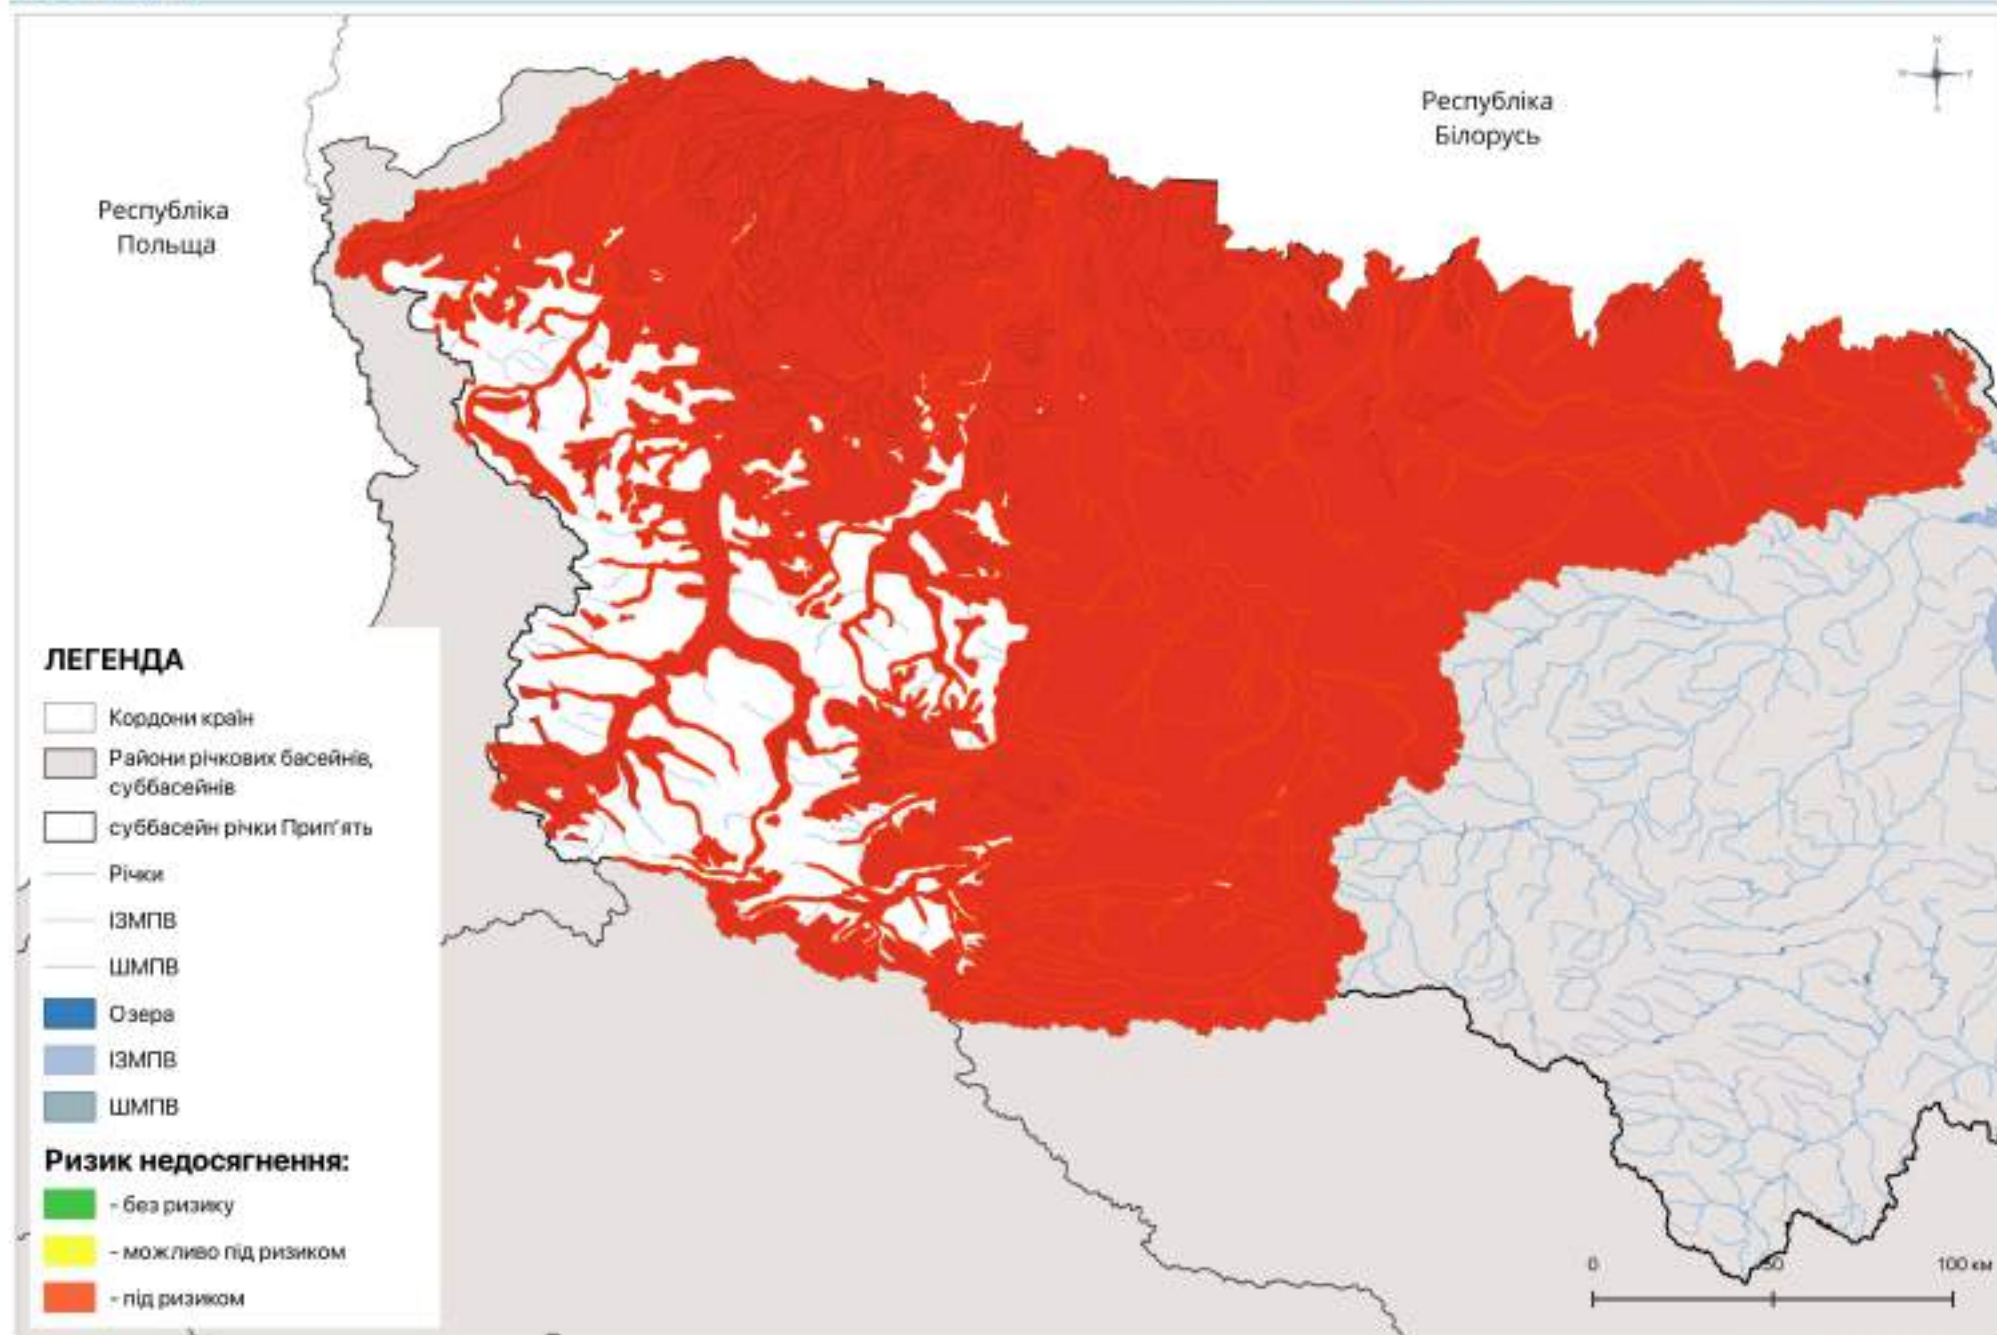 Республіка
Білорусь
Республіка
Польща
ЛЕГЕНДА
Кордони країн
Райони річкових басейнів,
суббасейнів
суббасейн річки Прип'ять
Річки
ІЗМПВ
ШМПВ
Озера
ІЗМПВ
ШМПВ
Ризик недосягнення:
- без ризику
- можливо під ризиком
- під ризиком
0 50 100 км